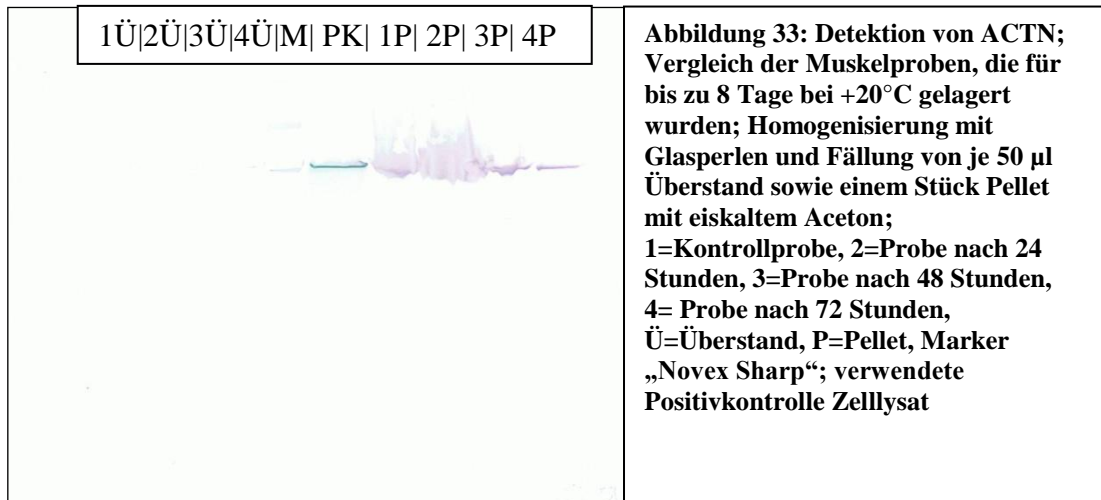 1Ü|2Ü|3Ü|4Ü|M| PK| 1P| 2P| 3P| 4P
Abbildung 33: Detektion von ACTN;
Vergleich der Muskelproben, die für
bis zu 8 Tage bei +20°C gelagert
wurden; Homogenisierung mit
Glasperlen und Fällung von je 50 µl
Überstand sowie einem Stück Pellet
mit eiskaltem Aceton;
1=Kontrollprobe, 2=Probe nach 24
Stunden, 3=Probe nach 48 Stunden,
4= Probe nach 72 Stunden,
Ü=Überstand, P=Pellet, Marker
„Novex Sharp“; verwendete
Positivkontrolle Zelllysat